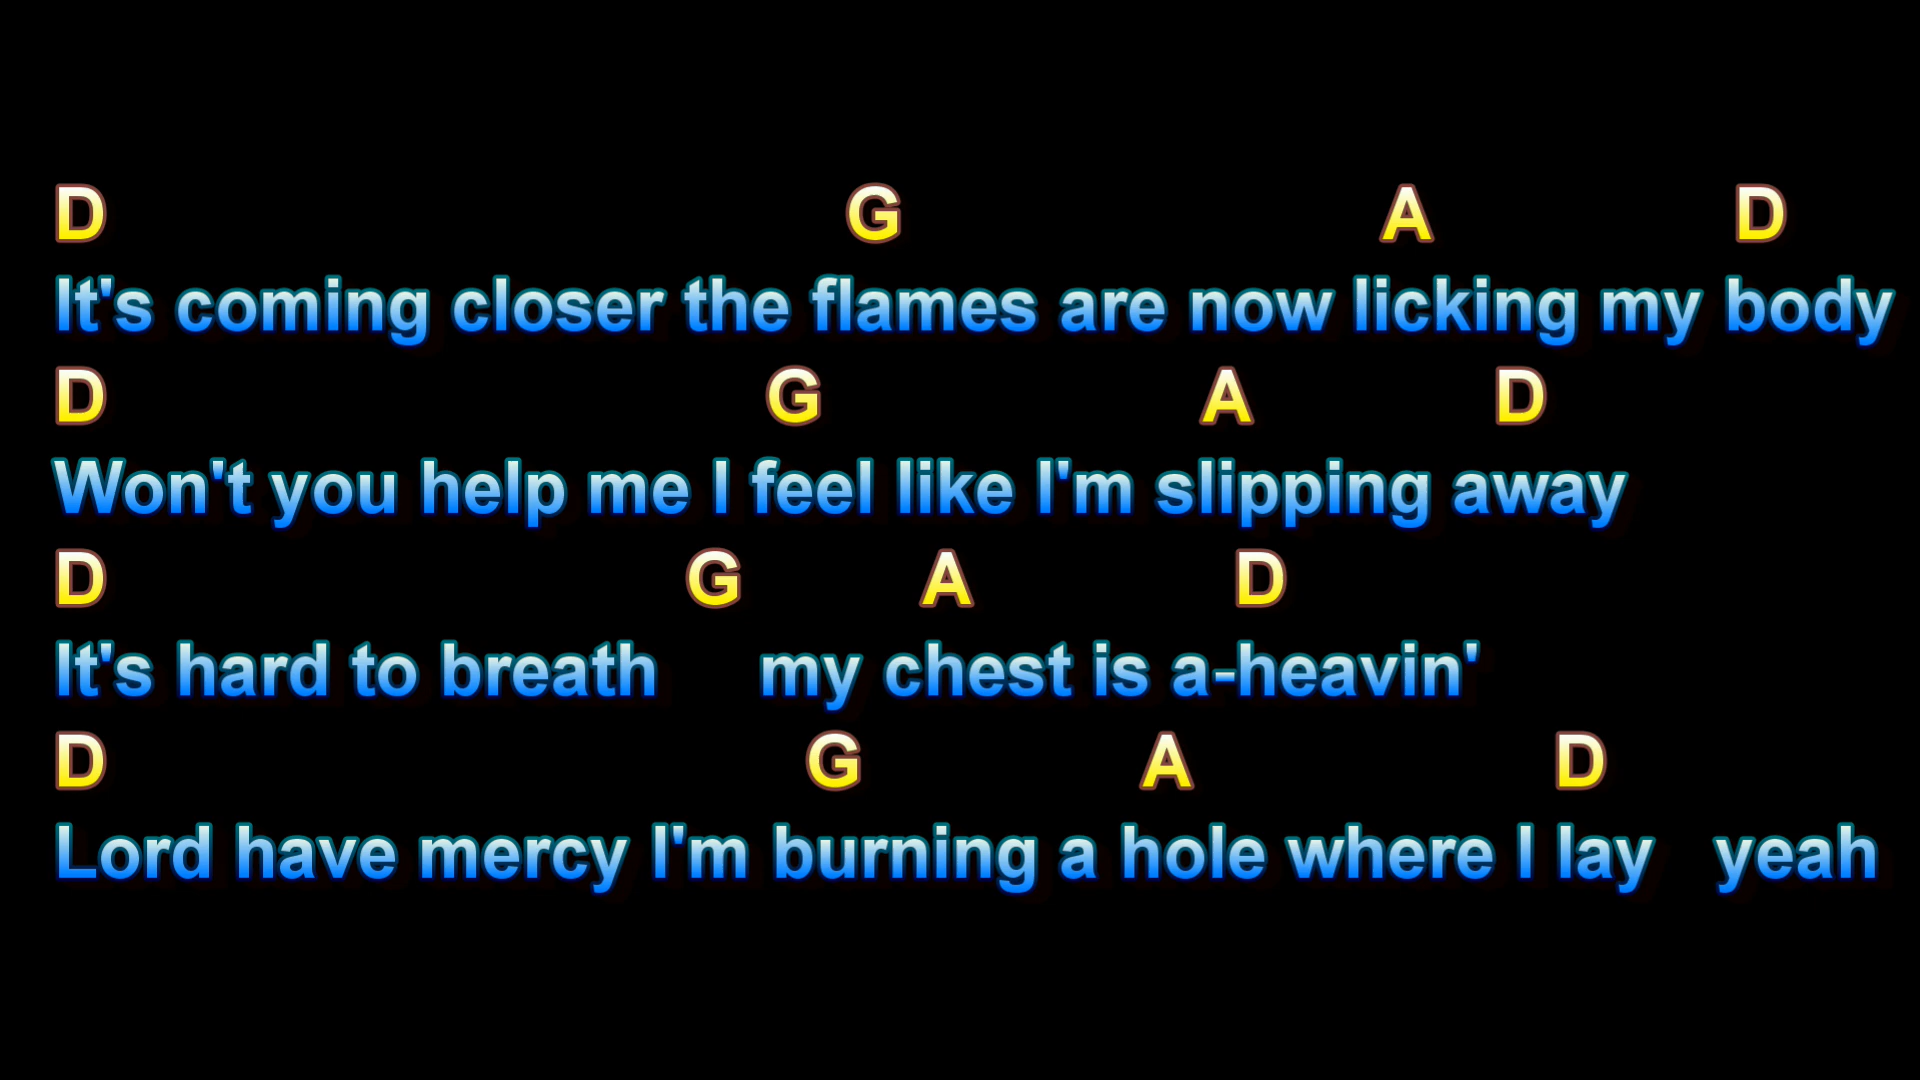 D G A D
It's coming closer the flames are now licking my body
D G A D
Won't you help me I feel like I'm slipping away
D G A D
It's hard to breath my chest is a-heavin'
D G A D
Lord have mercy I'm burning a hole where I lay yeah